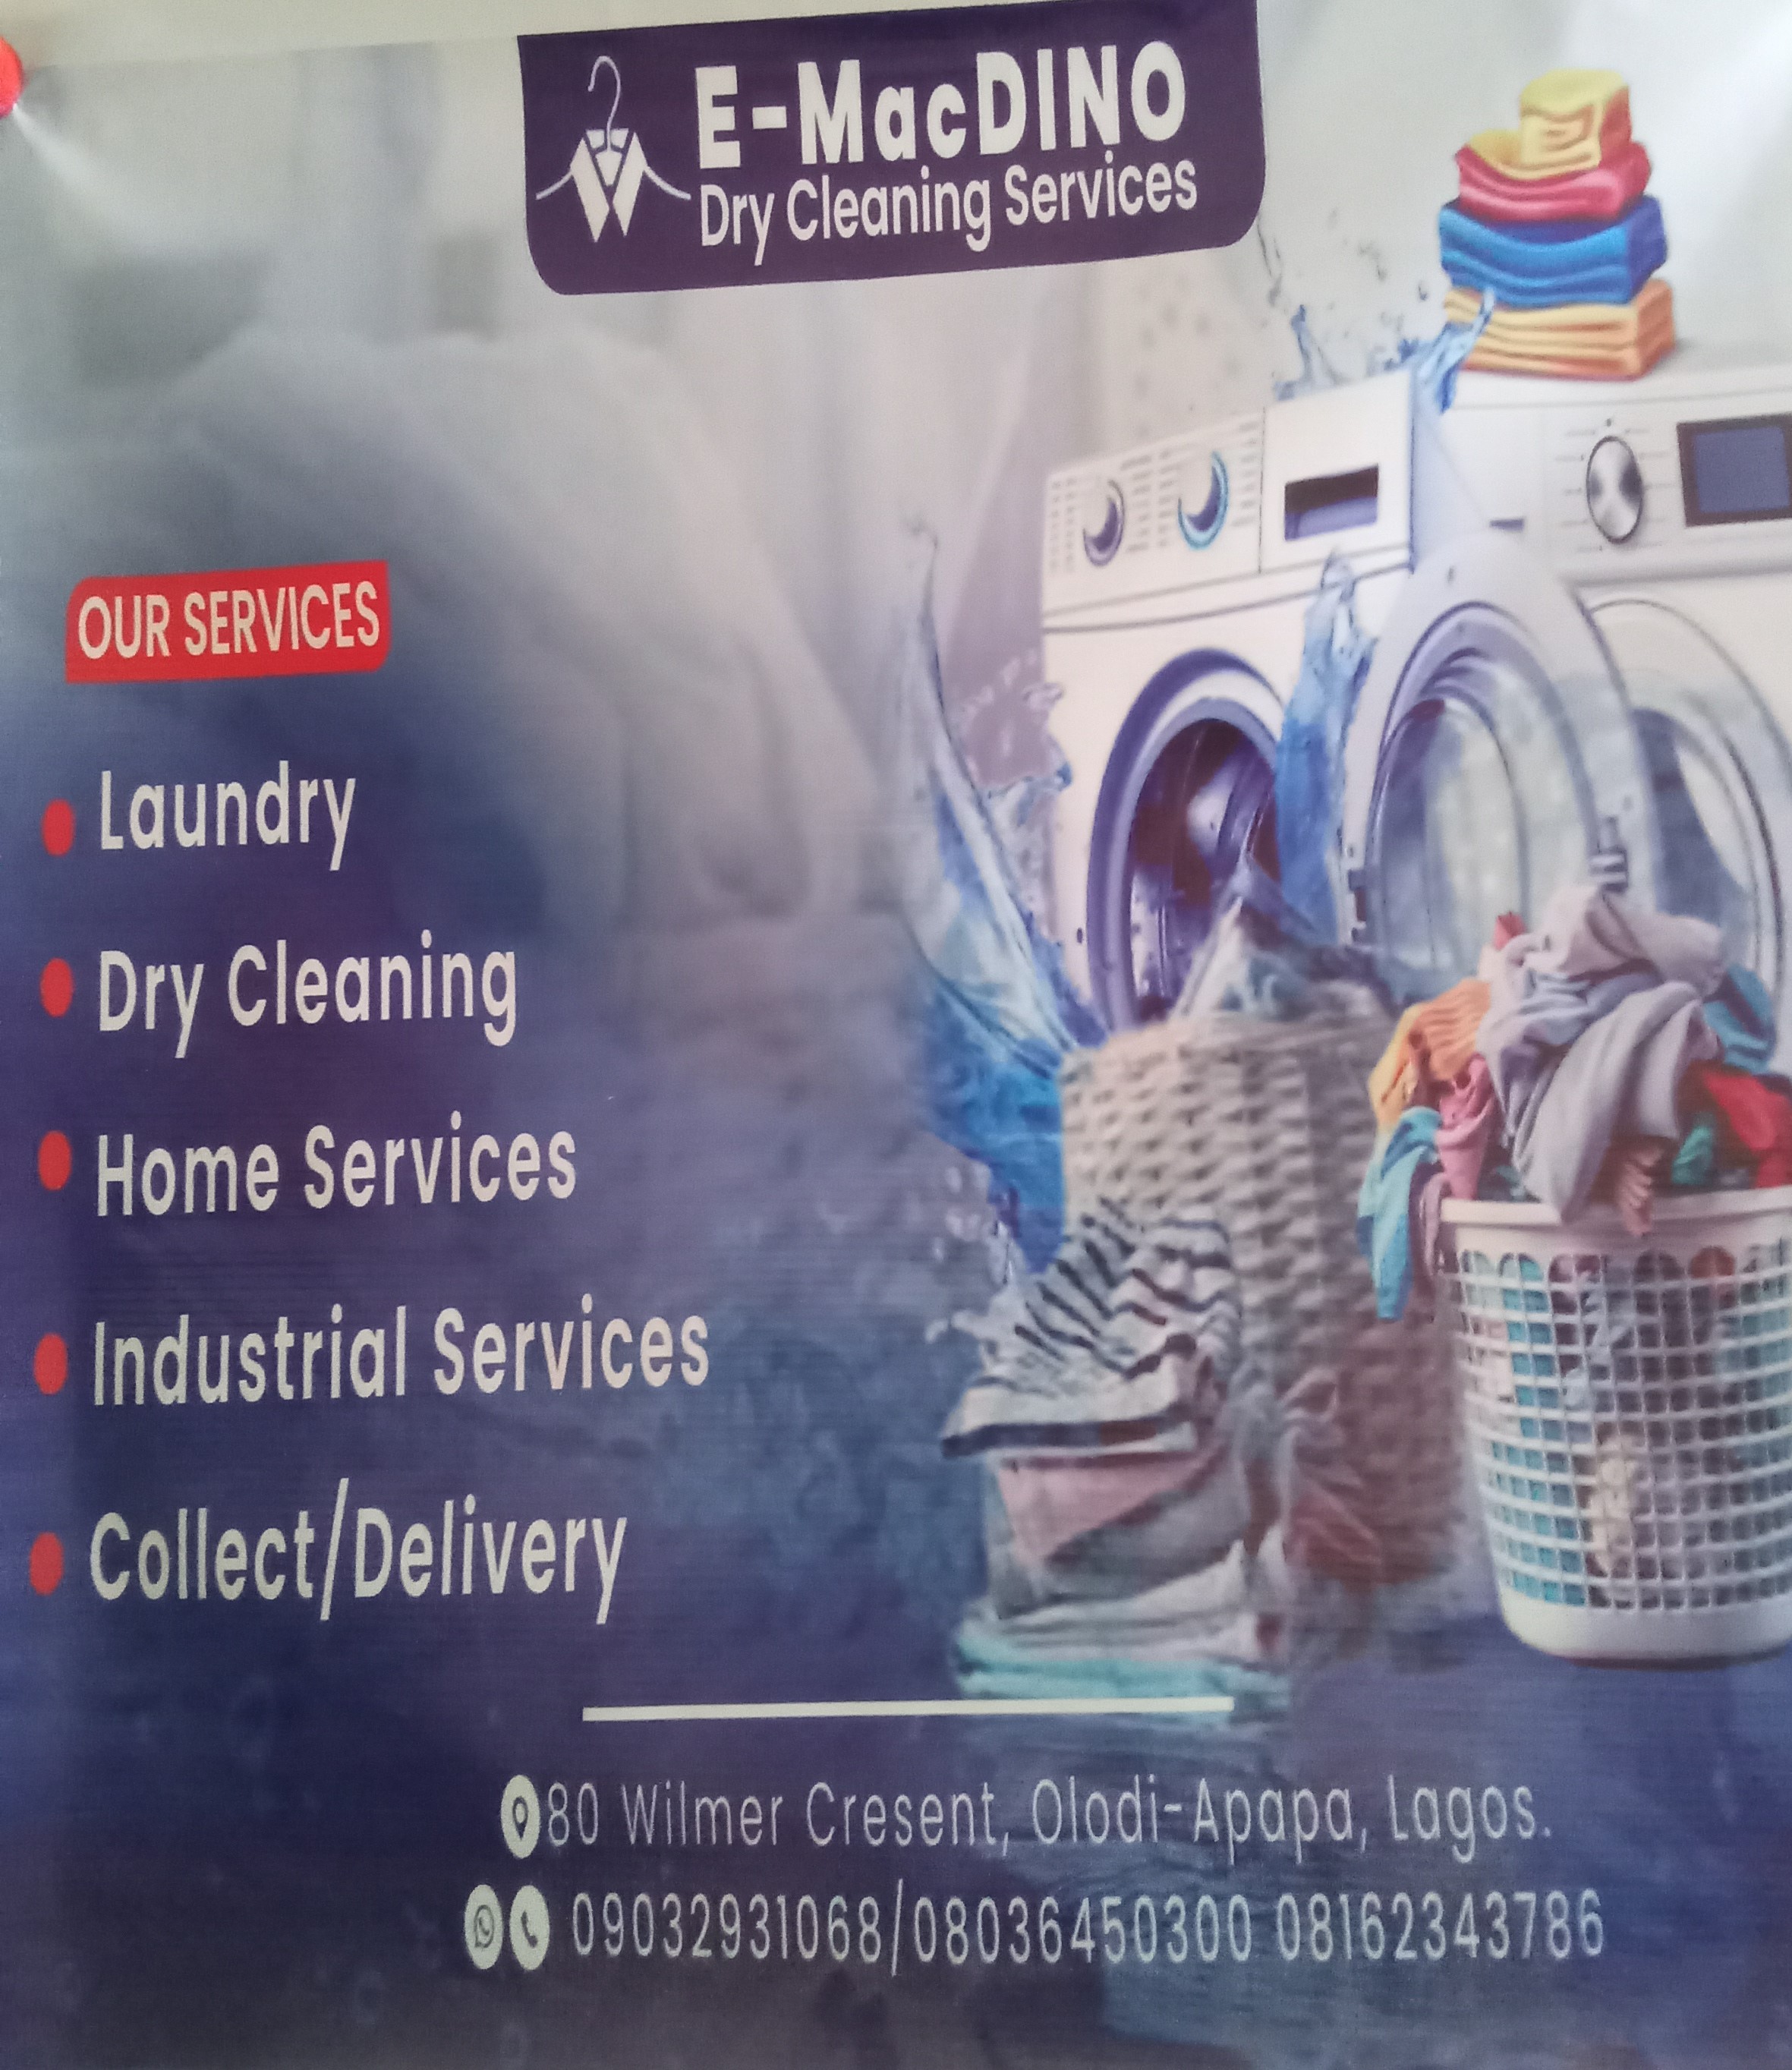 E-MacDINO
Dry Cleaning Services
OUR SERVICES
Laundry
Dry Cleaning
Home Services
Industrial Services
Collect/Delivery
80 Wilmer Cresent, Olodi-Apapa, Lagos.
09032931068/08036450300 08162343786